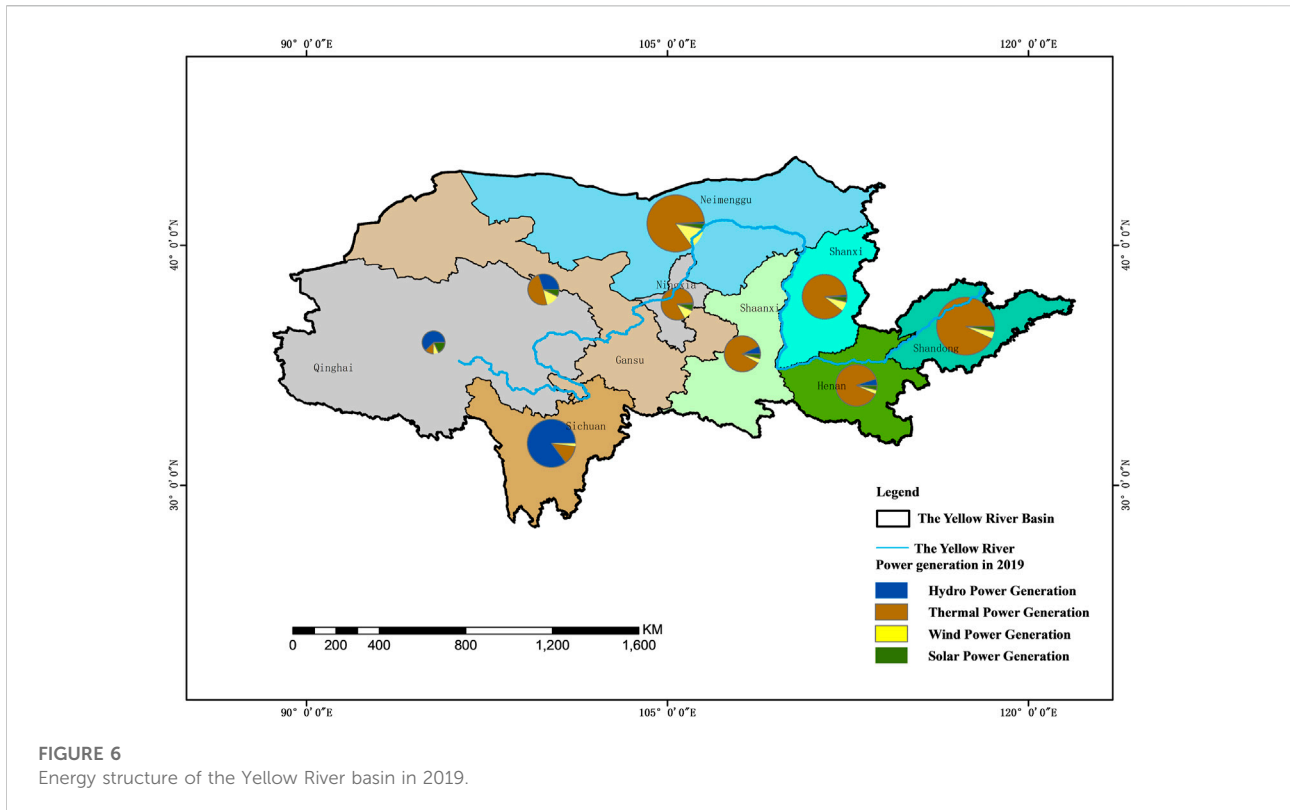 90° 0′0″E
105° 0′0″E
120° 0′0″E
40° 0′0″N
40° 0′0″N
Neimenggu
Shanxi
Ningxia
Shaanxi
Shandong
Gansu
Qinghai
Henan
Sichuan
30° 0′0″N
30° 0′0″N
Legend
The Yellow River Basin
The Yellow River
Power generation in 2019
Hydro Power Generation
Thermal Power Generation
Wind Power Generation
Solar Power Generation
KM
0 200 400 800 1,200 1,600
90° 0′0″E
105° 0′0″E
120° 0′0″E
FIGURE 6
Energy structure of the Yellow River basin in 2019.